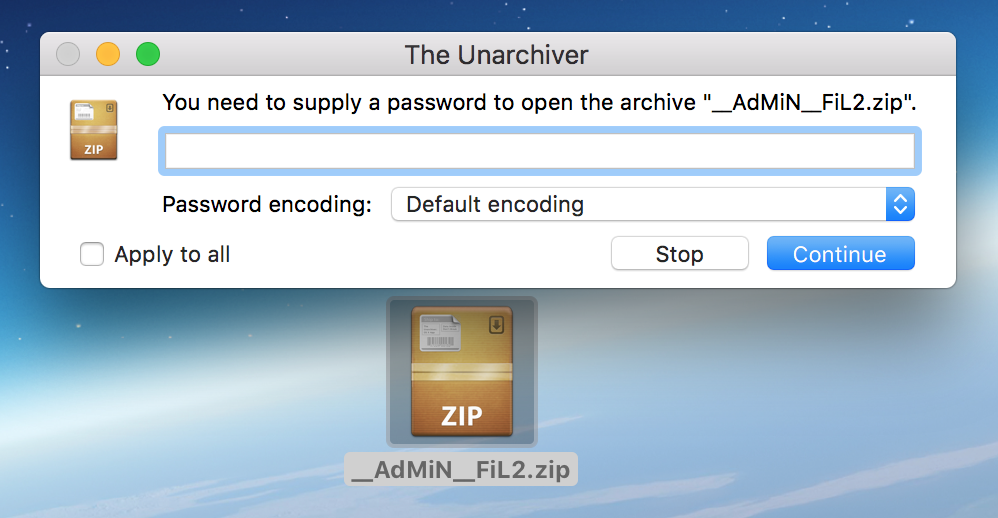 The Unarchiver
You need to supply a password to open the archive "__AdMiN__FiL2.zip".
ZIP
Password encoding: Default encoding
Apply to all Stop Continue
ZIP
__AdMiN__FiL2.zip